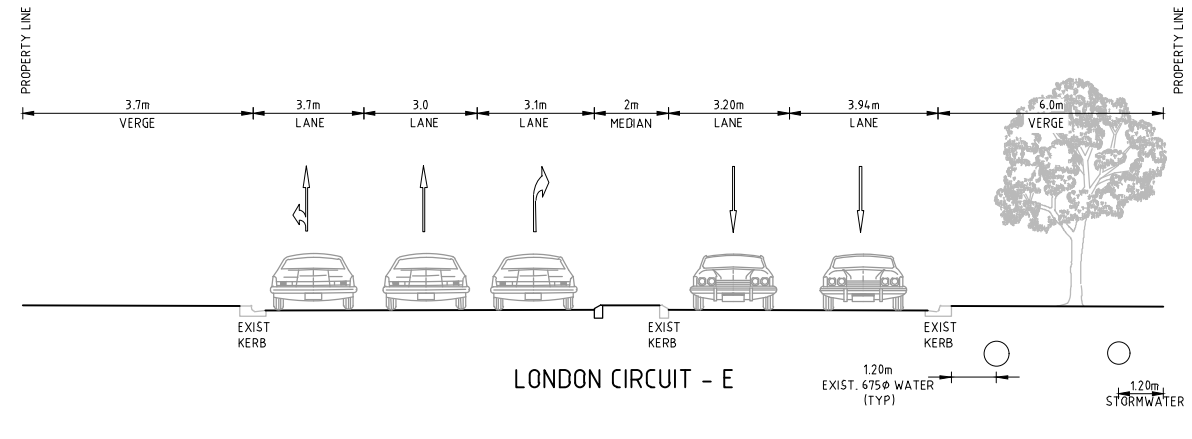 PROPERTY LINE
PROPERTY LINE
3.7m
VERGE
3.7m
LANE
3.0
LANE
3.1m
LANE
2m
MEDIAN
3.20m
LANE
3.94m
LANE
6.0m
VERGE
EXIST
KERB
EXIST
KERB
EXIST
KERB
LONDON CIRCUIT - E
1.20m
EXIST. 675Ø WATER
(TYP)
1.20m
STORMWATER